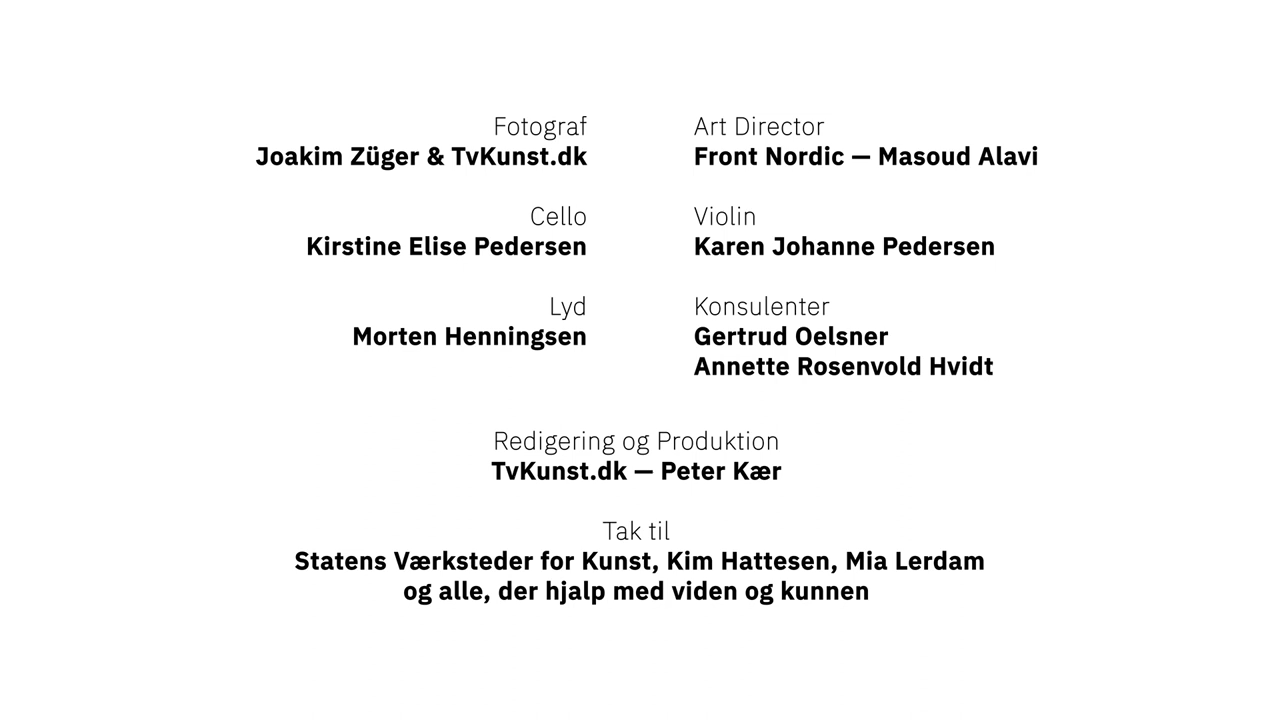 Fotograf
Joakim Züger & TvKunst.dk
Art Director
Front Nordic — Masoud Alavi
Cello
Kirstine Elise Pedersen
Violin
Karen Johanne Pedersen
Lyd
Morten Henningsen
Konsulenter
Gertrud Oelsner
Annette Rosenvold Hvidt
Redigering og Produktion
TvKunst.dk — Peter Kær
Tak til
Statens Værksteder for Kunst, Kim Hattesen, Mia Lerdam
og alle, der hjalp med viden og kunnen